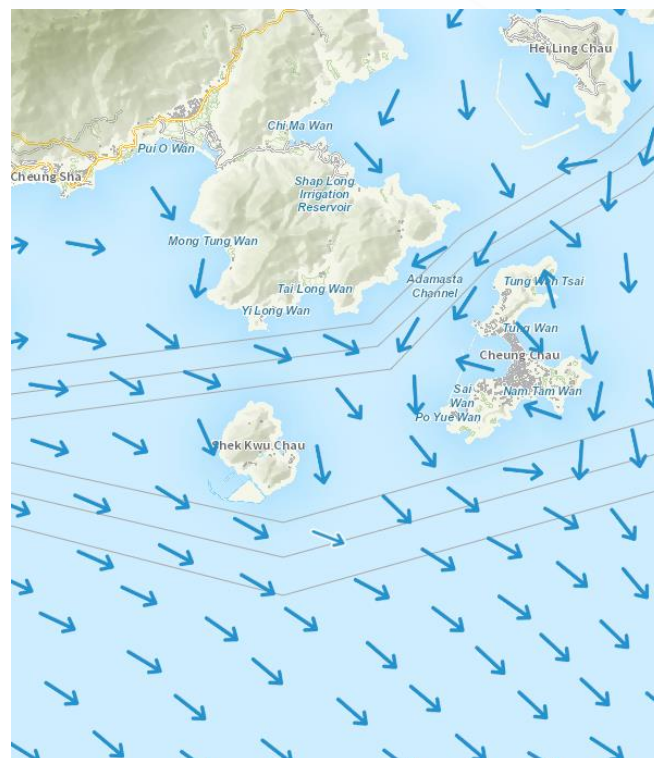 Hei Ling Chau
Chi Ma Wan
Pui O Wan
Cheung Sha
Shap Long
Irrigation
Reservoir
Mong Tung Wan
Tai Long Wan
Yi Long Wan
Adamasta
Channel
Tung Wan Tsai
Tung Wan
Cheung Chau
Sai
Wan
Nam Tam Wan
Po Yue Wan
Shek Kwu Chau